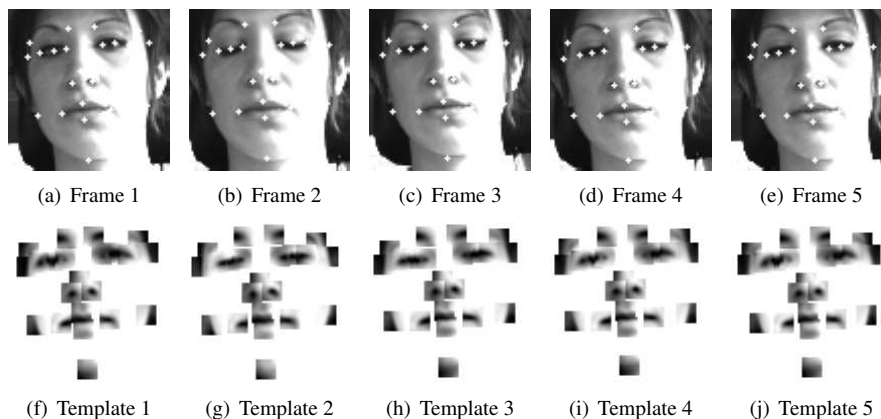 (a) Frame 1
(b) Frame 2
(c) Frame 3
(d) Frame 4
(e) Frame 5
(f) Template 1
(g) Template 2
(h) Template 3
(i) Template 4
(j) Template 5